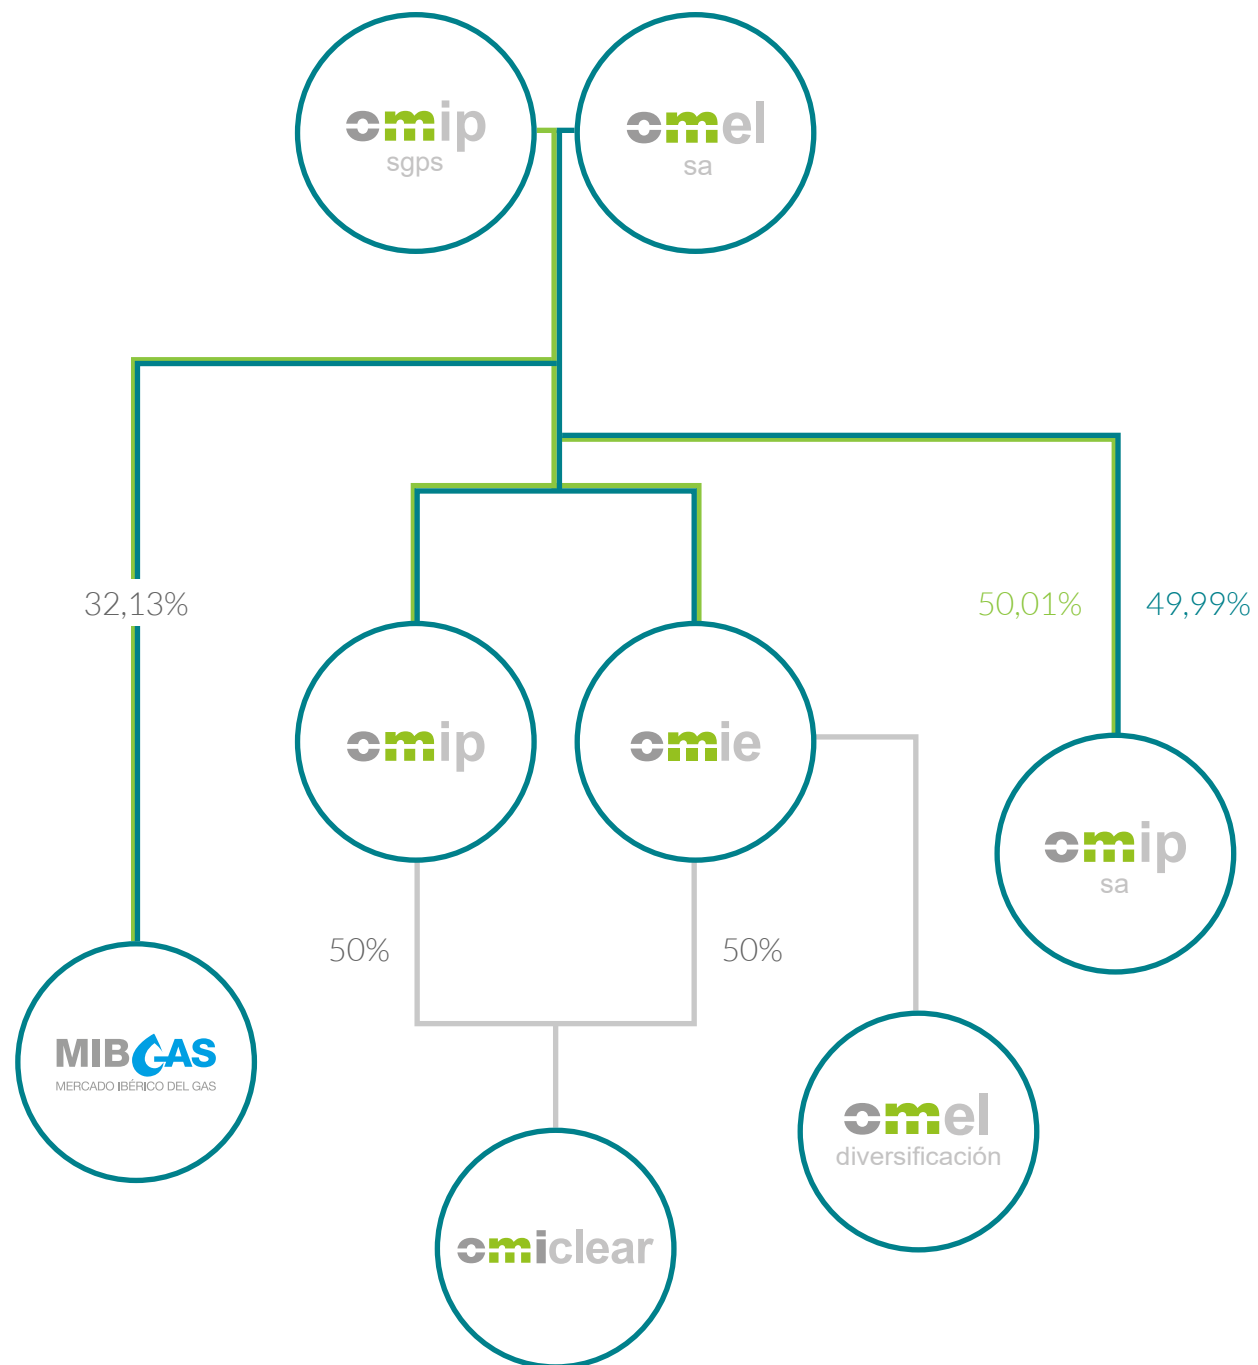 omip
sgps
omel
sa
32,13%
50,01%
49,99%
omip
omie
omip
sa
50%
50%
MIBGAS
MERCADO IBÉRICO DEL GAS
omel
diversificación
omiclear